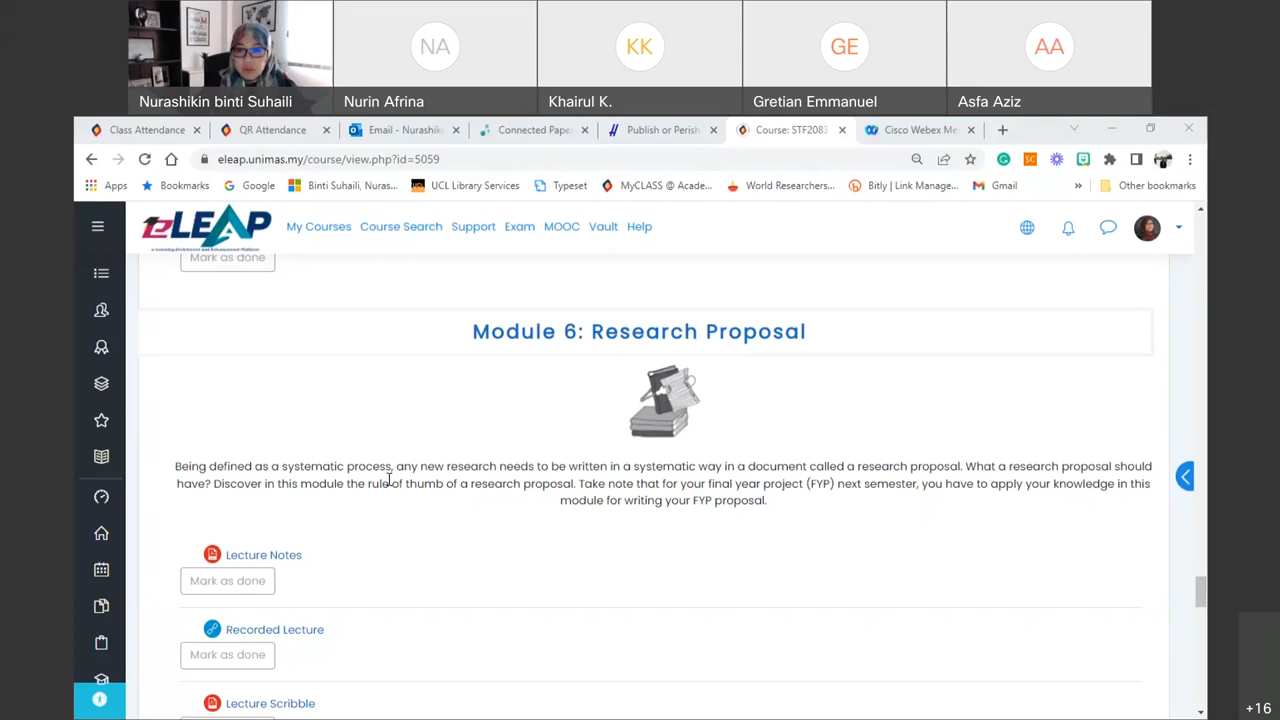 NA
KK
GE
AA
Nurashikin binti Suhaili
Nurin Afrina
Khairul K.
Gretian Emmanuel
Asfa Aziz
Class Attendance
QR Attendance
Email - Nurashik
Connected Pape
Publish or Perish
Course: STF2083
Cisco Webex Me
eleap.unimas.my/course/view.php?id=5059
Apps
Bookmarks
Google
Binti Suhaili, Nuras...
UCL Library Services
Typeset
MyCLASS @ Acade...
World Researchers...
Bitly | Link Manage...
Gmail
»
Other bookmarks
eLEAP
My Courses
Course Search
Support
Exam
MOOC
Vault
Help
Mark as done
Module 6: Research Proposal
Being defined as a systematic process, any new research needs to be written in a systematic way in a document called a research proposal. What a research proposal should
have? Discover in this module the rule of thumb of a research proposal. Take note that for your final year project (FYP) next semester, you have to apply your knowledge in this
module for writing your FYP proposal.
Lecture Notes
Mark as done
Recorded Lecture
Mark as done
Lecture Scribble
+16